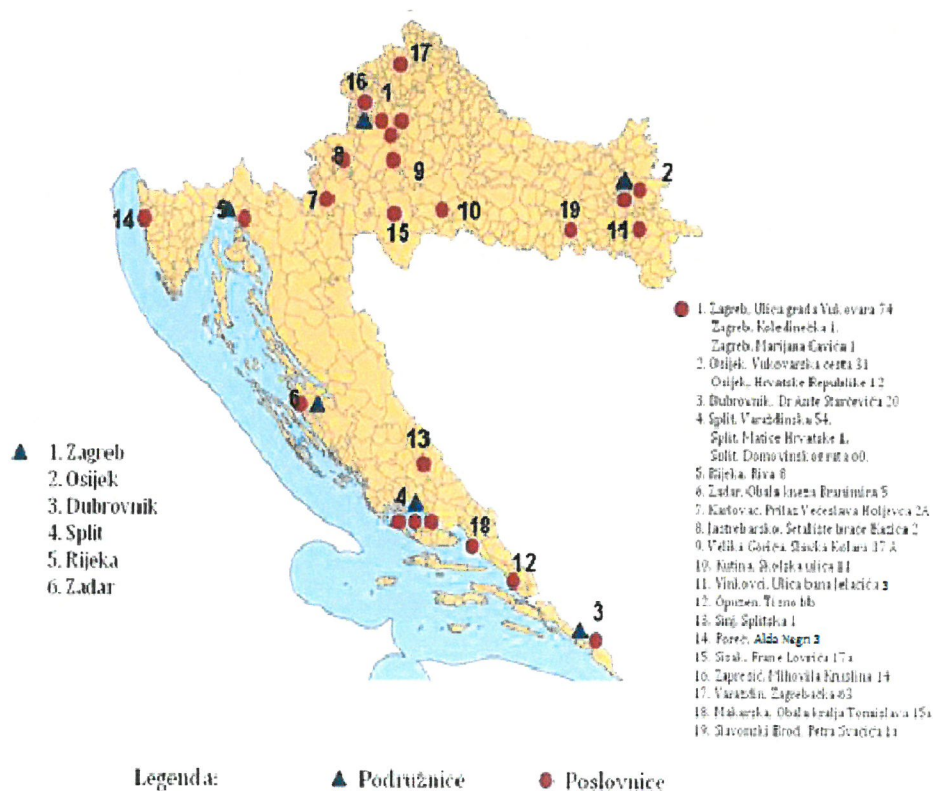 17
16
1
8
9
2
7
14
5
10
19
15
11
6
13
4
18
12
3
1. Zagreb
2. Osijek
3. Dubrovnik
4. Split
5. Rijeka
6. Zadar
1. Zagreb, Ulica grada Vukovara 74
Zagreb, Koledinečka 1,
Zagreb, Marijana Čavića 1
2. Osijek, Vukovarska cesta 31
Osijek, Hrvatske Republike 12
3. Dubrovnik, Dr Ante Starčevića 20
4. Split, Varaždinska 54,
Split, Matice Hrvatske 1,
Split, Domovinskog rata
5. Rijeka, Riva 8
6. Zadar, Obala kneza Branimira 5
7. Karlovac, Prilaz Većeslava Holjevca 2A
8. Jastrebarsko, Šetalište braće Kazića 2
9. Velika Gorica, Slavka Kolara 17 A
10. Kutina, Školska ulica
11. Vinkovci, Ulica bana Jelačića 3
12. Opuzen, Tisno bb
13. Sinj, Splitska 1
14. Poreč, Aldo Negri 3
15. Sisak, Frane Lovrića 17a
16. Zaprešić, Mihovila Krušlina 14
17. Varaždin, Zagrebačka 63
18. Makarska, Obala kralja Tomislava 15a
19. Slavonski Brod, Petra Svačića 1a
Legenda:
Podružnice
Poslovnice